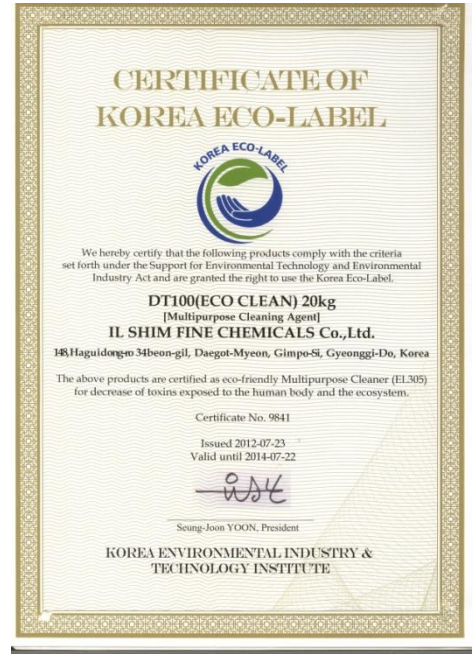 CERTIFICATE OF
KOREA ECO-LABEL
KOREA ECO-LABEL
We hereby certify that the following products comply with the criteria
set forth under the Support for Environmental Technology and Environmental
Industry Act and are granted the right to use the Korea Eco-Label.
DT100(ECO CLEAN) 20kg
[Multipurpose Cleaning Agent]
IL SHIM FINE CHEMICALS Co.,Ltd.
148,Haguidong-ro 34beon-gil, Daegot-Myeon, Gimpo-Si, Gyeonggi-Do, Korea
The above products are certified as eco-friendly Multipurpose Cleaner (EL305)
for decrease of toxins exposed to the human body and the ecosystem.
Certificate No. 9841
Issued 2012-07-23
Valid until 2014-07-22
Seung-Joon YOON, President
KOREA ENVIRONMENTAL INDUSTRY &
TECHNOLOGY INSTITUTE